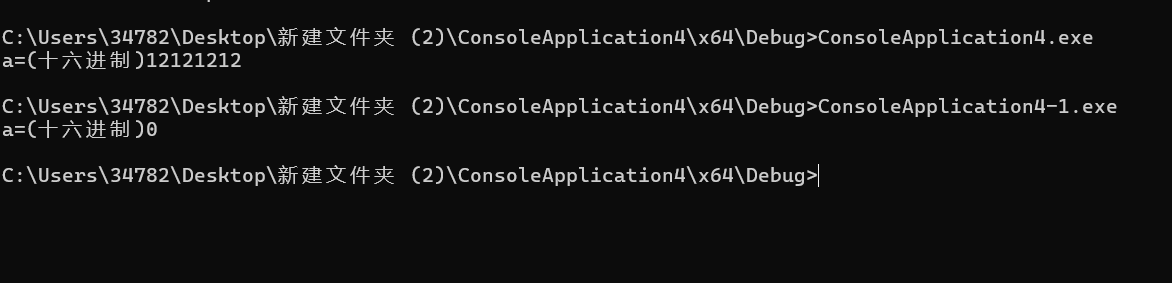 C:\Users\34782\Desktop\新建文件夹 (2)\ConsoleApplication4\x64\Debug>ConsoleApplication4.exe
a=(十六进制)12121212
C:\Users\34782\Desktop\新建文件夹 (2)\ConsoleApplication4\x64\Debug>ConsoleApplication4-1.exe
a=(十六进制)0
C:\Users\34782\Desktop\新建文件夹 (2)\ConsoleApplication4\x64\Debug>